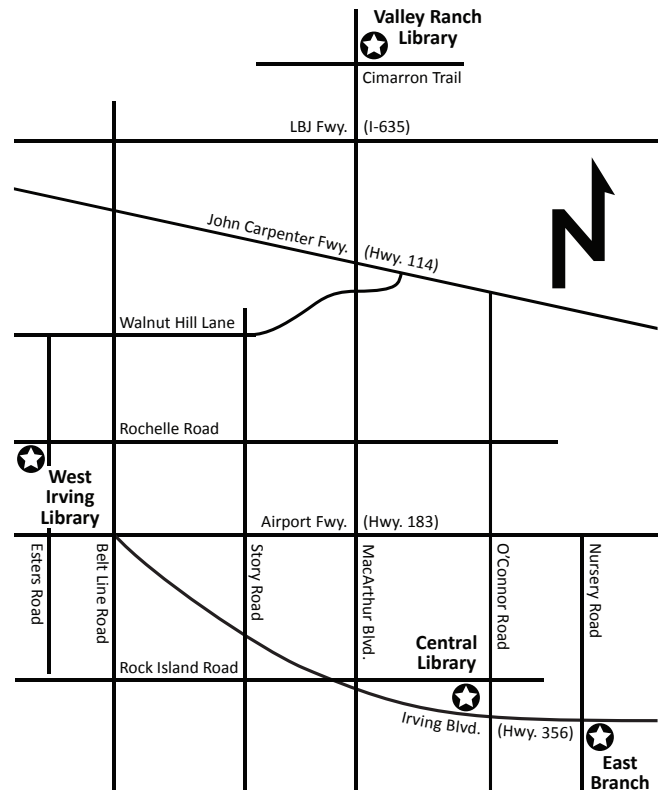 Valley Ranch
Library
Cimarron Trail
LBJ Fwy. (I-635)
John Carpenter Fwy. (Hwy. 114)
Walnut Hill Lane
Rochelle Road
West
Irving
Library
Airport Fwy. (Hwy. 183)
Esters Road
Belt Line Road
Story Road
MacArthur Blvd.
O'Connor Road
Nursery Road
Central
Library
Rock Island Road
Irving Blvd. (Hwy. 356)
East
Branch
N